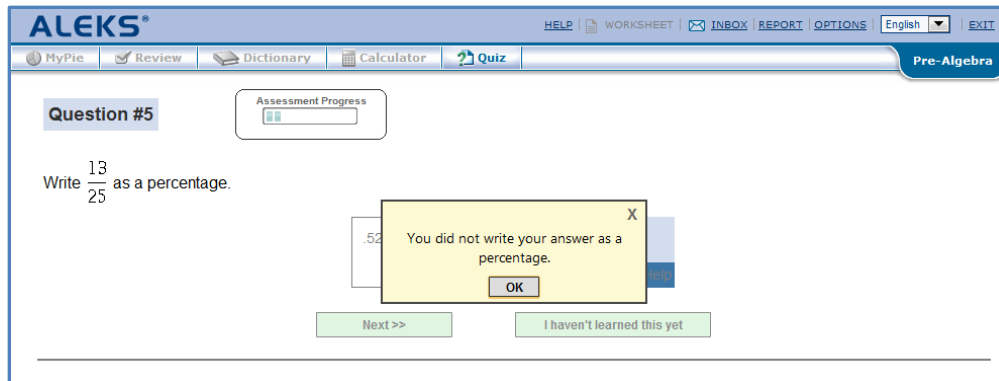 ALEKS®
HELP | WORKSHEET | INBOX | REPORT | OPTIONS | English | EXIT
MyPie Review Dictionary Calculator Quiz
Pre-Algebra
Question #5
Assessment Progress
Write 13/25 as a percentage.
.52
X
You did not write your answer as a
percentage.
OK
Help
Next >>
I haven't learned this yet